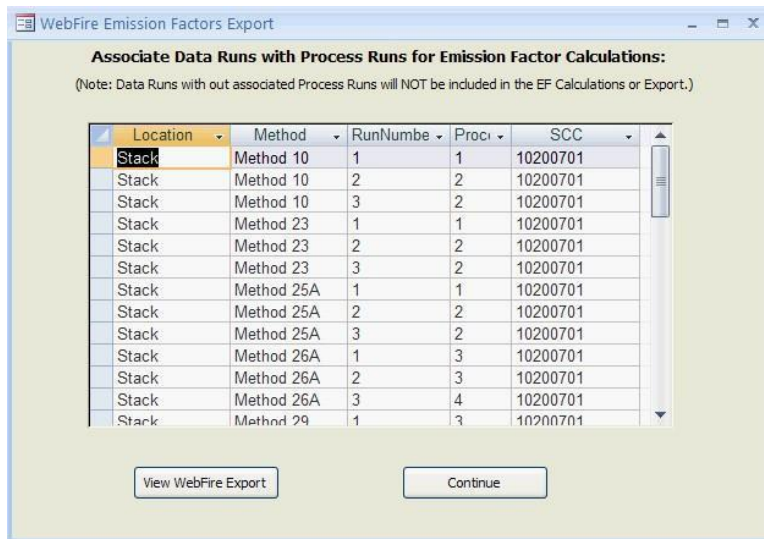 WebFire Emission Factors Export
Associate Data Runs with Process Runs for Emission Factor Calculations:
(Note: Data Runs with out associated Process Runs will NOT be included in the EF Calculations or Export.)
Location Method RunNumbe Proce SCC
Stack Method 10 1 1 10200701
Stack Method 10 2 2 10200701
Stack Method 10 3 2 10200701
Stack Method 23 1 1 10200701
Stack Method 23 2 2 10200701
Stack Method 23 3 2 10200701
Stack Method 25A 1 1 10200701
Stack Method 25A 2 2 10200701
Stack Method 25A 3 2 10200701
Stack Method 26A 1 3 10200701
Stack Method 26A 2 3 10200701
Stack Method 26A 3 4 10200701
Stack Method 29 1 3 10200701
View WebFire Export Continue